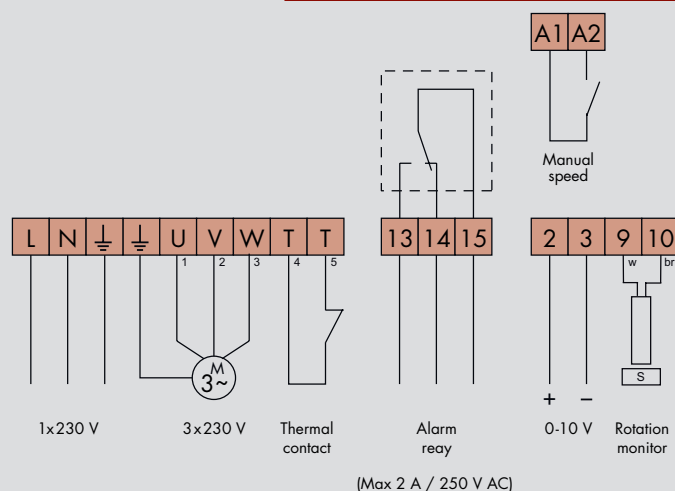 A1 A2
Manual
speed
L N U V W T T
1 2 3 4 5
13 14 15
2 3 9 10
w br
M
3~
S
+ −
1x230 V
3x230 V
Thermal
contact
Alarm
reay
0-10 V
Rotation
monitor
(Max 2 A / 250 V AC)